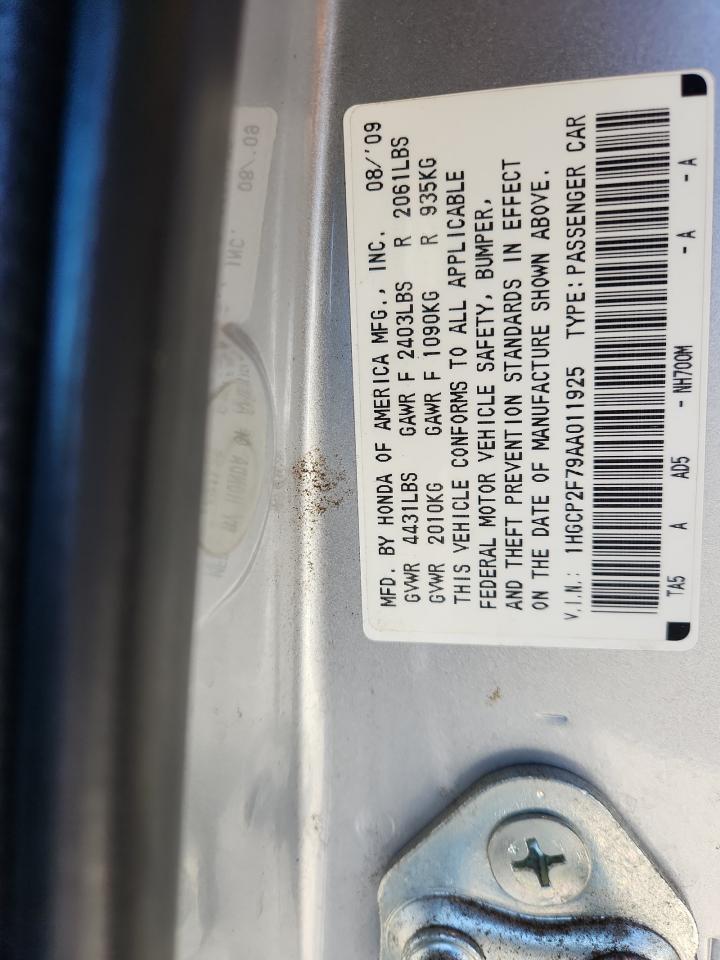 MFD. BY HONDA OF AMERICA MFG., INC. 08/'09
GVWR 4431LBS GAWR F 2403LBS R 2061LBS
GVWR 2010KG GAWR F 1090KG R 935KG
THIS VEHICLE CONFORMS TO ALL APPLICABLE
FEDERAL MOTOR VEHICLE SAFETY, BUMPER,
AND THEFT PREVENTION STANDARDS IN EFFECT
ON THE DATE OF MANUFACTURE SHOWN ABOVE.
V.I.N.: 1HGCP2F79AA011925 TYPE: PASSENGER CAR
TA5 A AD5 - NH700M - A - A